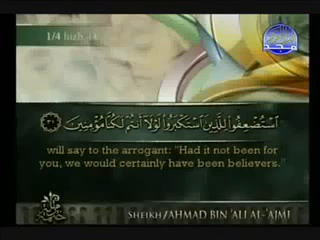 1/4 hizb 44
ٱسْتُضْعِفُوا۟ لِلَّذِينَ ٱسْتَكْبَرُوا۟ لَوْلَآ أَنتُمْ لَكُنَّا مُؤْمِنِينَ
will say to the arrogant: "Had it not been for
you, we would certainly have been believers."
SHEIKH/AHMAD BIN 'ALI AL-'AJMI